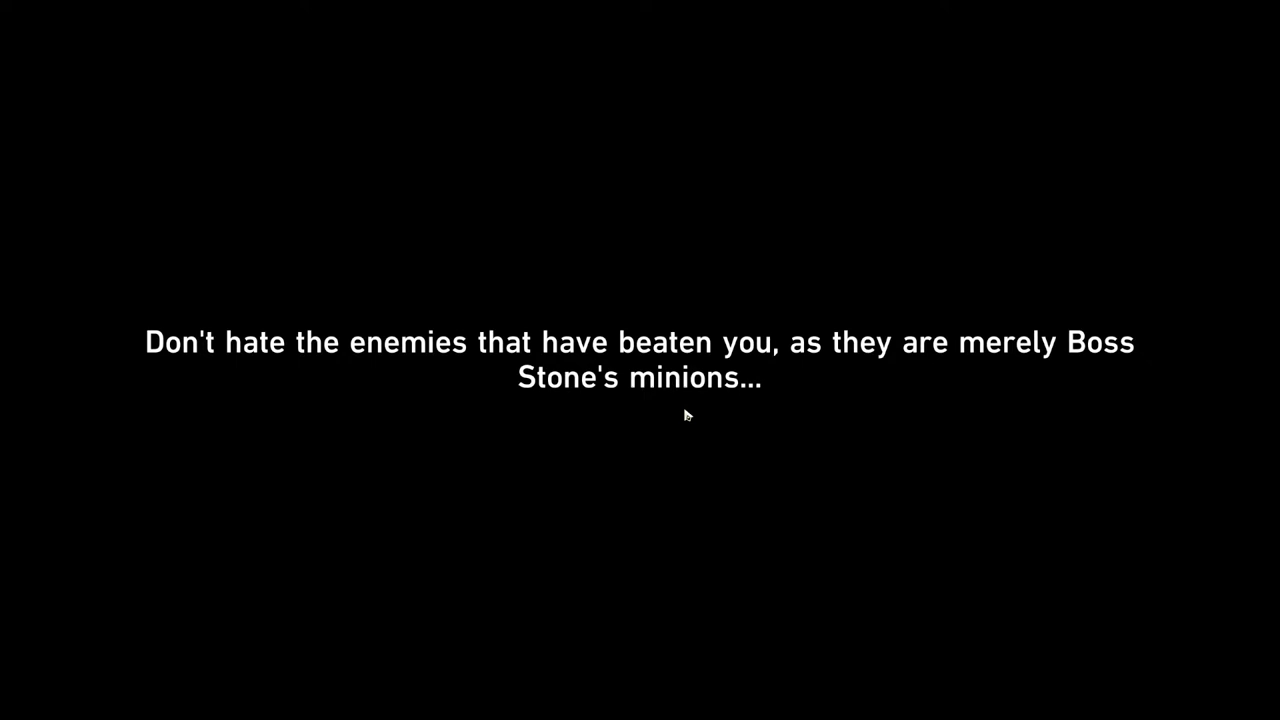 Don't hate the enemies that have beaten you, as they are merely Boss
Stone's minions...